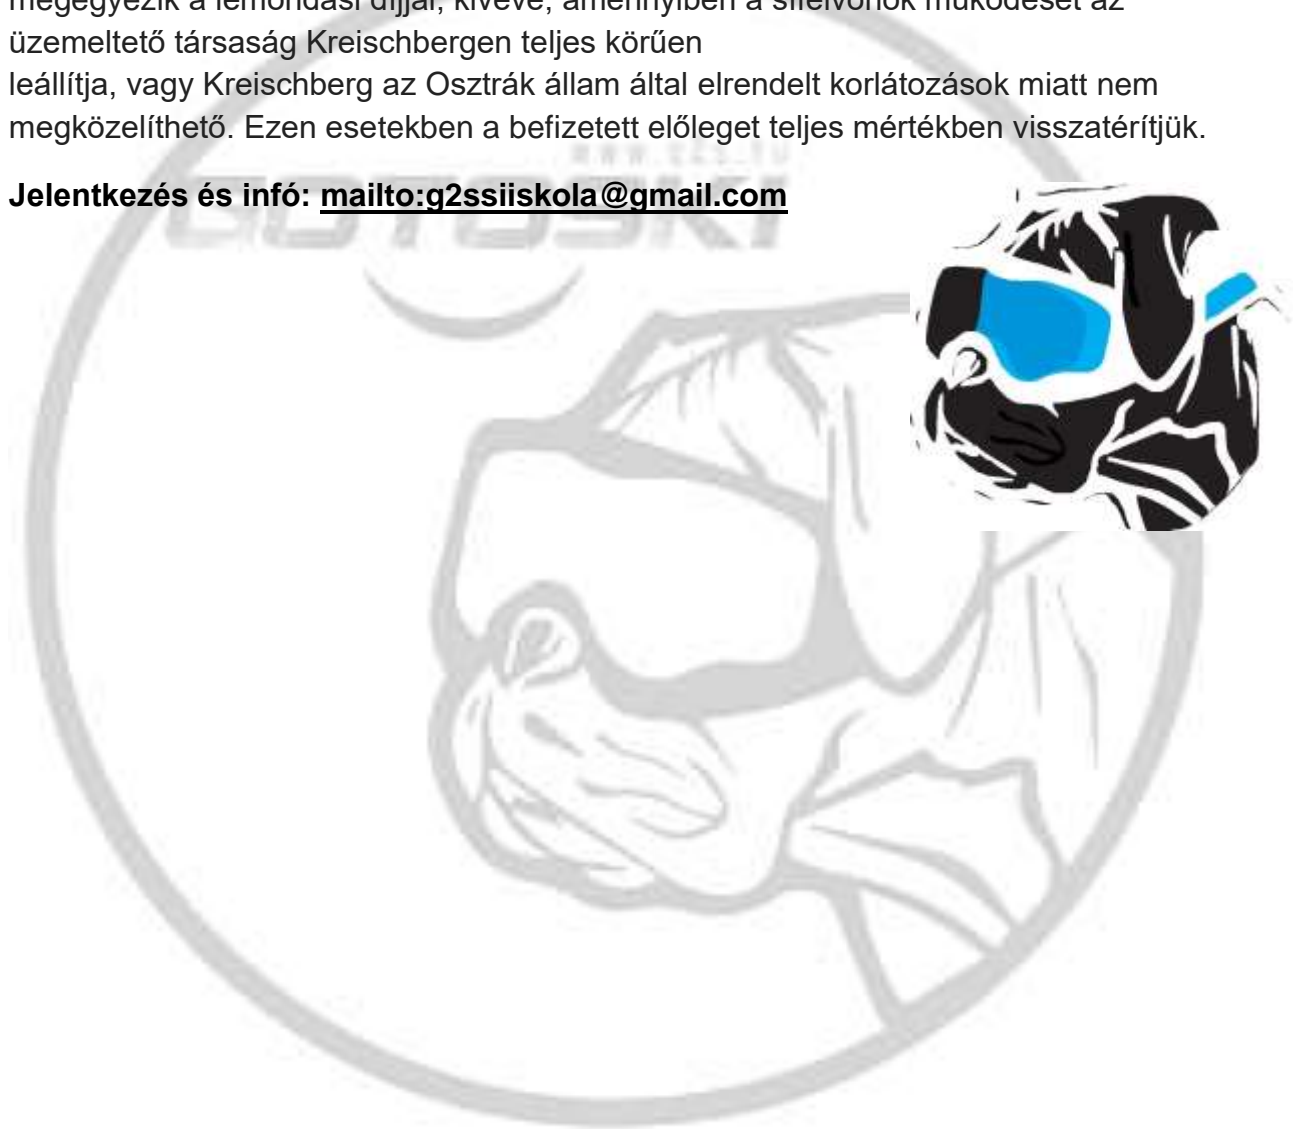 megegyezik a lemondási díjjal, kivéve, amennyiben a sífelvonók működését az
üzemeltető társaság Kreischbergen teljes körűen
leállítja, vagy Kreischberg az Osztrák állam által elrendelt korlátozások miatt nem
megközelíthető. Ezen esetekben a befizetett előleget teljes mértékben visszatérítjük.
Jelentkezés és infó: mailto:g2ssiiskola@gmail.com
GOTOSKI